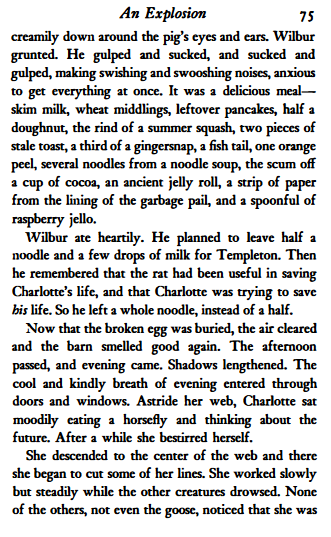 An Explosion 75
creamily down around the pig's eyes and ears. Wilbur
grunted. He gulped and sucked, and sucked and
gulped, making swishing and swooshing noises, anxious
to get everything at once. It was a delicious meal—
skim milk, wheat middlings, leftover pancakes, half a
doughnut, the rind of a summer squash, two pieces of
stale toast, a third of a gingersnap, a fish tail, one orange
peel, several noodles from a noodle soup, the scum off
a cup of cocoa, an ancient jelly roll, a strip of paper
from the lining of the garbage pail, and a spoonful of
raspberry jello.
Wilbur ate heartily. He planned to leave half a
noodle and a few drops of milk for Templeton. Then
he remembered that the rat had been useful in saving
Charlotte's life, and that Charlotte was trying to save
his life. So he left a whole noodle, instead of a half.
Now that the broken egg was buried, the air cleared
and the barn smelled good again. The afternoon
passed, and evening came. Shadows lengthened. The
cool and kindly breath of evening entered through
doors and windows. Astride her web, Charlotte sat
moodily eating a horsefly and thinking about the
future. After a while she bestirred herself.
She descended to the center of the web and there
she began to cut some of her lines. She worked slowly
but steadily while the other creatures drowsed. None
of the others, not even the goose, noticed that she was